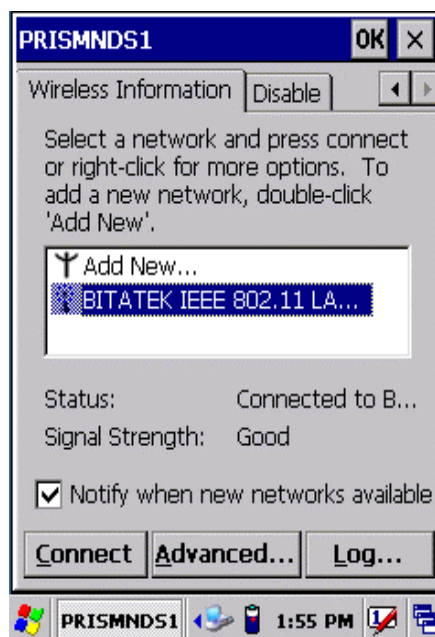 PRISMNDS1 OK ×
Wireless Information Disable
Select a network and press connect
or right-click for more options. To
add a new network, double-click
'Add New'.
Add New...
BITATEK IEEE 802.11 LA...
Status: Connected to B...
Signal Strength: Good
Notify when new networks available
Connect Advanced... Log...
PRISMNDS1 1:55 PM